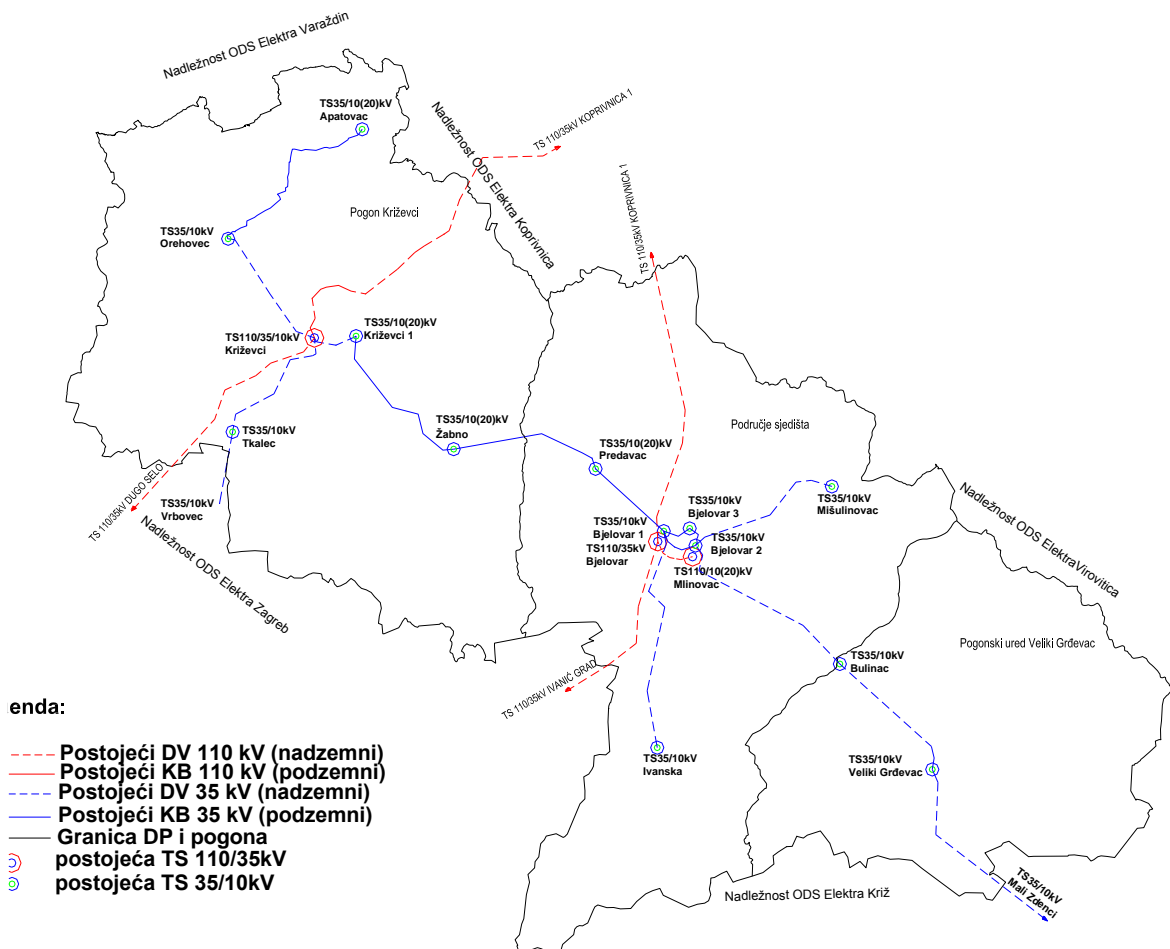 Nadležnost ODS Elektra Varaždin
TS35/10(20)kV
Apatovac
Nadležnost ODS Elektra Koprivnica
TS 110/35kV KOPRIVNICA 1
TS 110/35kV KOPRIVNICA 1
Pogon Križevci
TS35/10kV
Orehovec
TS110/35/10kV
Križevci
TS35/10(20)kV
Križevci 1
TS35/10kV
Tkalec
TS35/10(20)kV
Žabno
TS35/10(20)kV
Predavac
Područje sjedišta
TS 110/35kV DUGO SELO
TS35/10kV
Vrbovec
Nadležnost ODS Elektra Zagreb
TS35/10kV
Bjelovar 3
TS35/10kV
Mišulinovac
Nadležnost ODS ElektraVirovitica
TS35/10kV
Bjelovar 1
TS110/35kV
Bjelovar
TS35/10kV
Bjelovar 2
TS110/10(20)kV
Mlinovac
Pogonski ured Veliki Grđevac
TS35/10kV
Bulinac
TS 110/35kV IVANIĆ GRAD
TS35/10kV
Ivanska
TS35/10kV
Veliki Grđevac
TS35/10kV
Mali Zdenci
Nadležnost ODS Elektra Križ
enda:
Postojeći DV 110 kV (nadzemni)
Postojeći KB 110 kV (podzemni)
Postojeći DV 35 kV (nadzemni)
Postojeći KB 35 kV (podzemni)
Granica DP i pogona
postojeća TS 110/35kV
postojeća TS 35/10kV